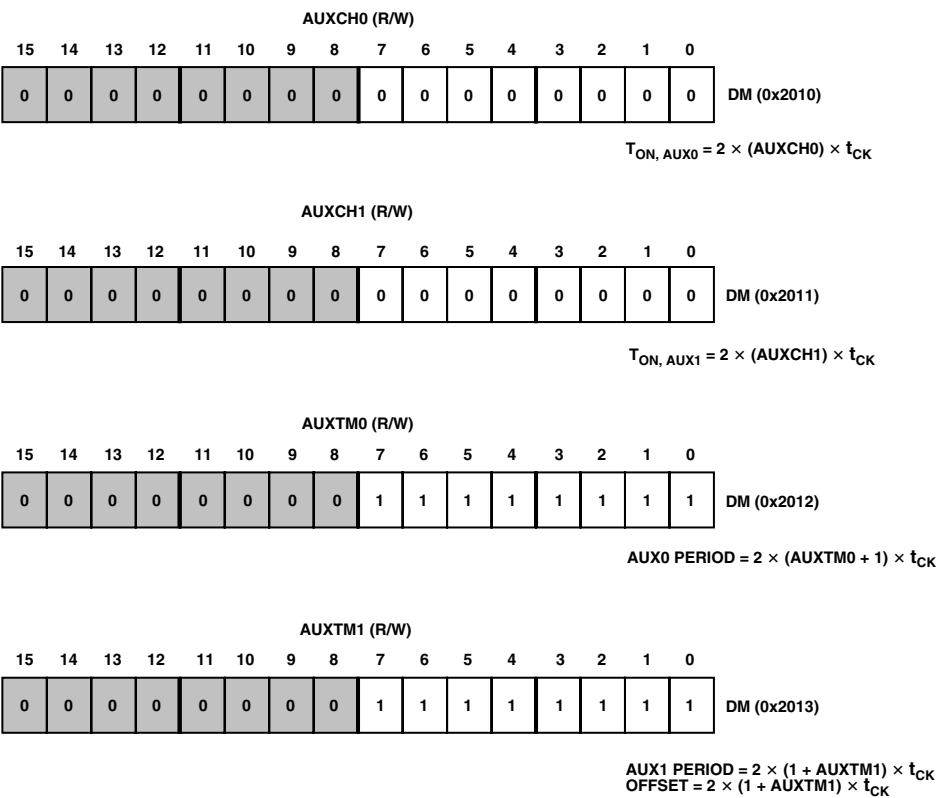 AUXCH0 (R/W)
15 14 13 12 11 10 9 8 7 6 5 4 3 2 1 0
0 0 0 0 0 0 0 0 0 0 0 0 0 0 0 0 DM (0x2010)
TON, AUX0 = 2 × (AUXCH0) × tCK
AUXCH1 (R/W)
15 14 13 12 11 10 9 8 7 6 5 4 3 2 1 0
0 0 0 0 0 0 0 0 0 0 0 0 0 0 0 0 DM (0x2011)
TON, AUX1 = 2 × (AUXCH1) × tCK
AUXTM0 (R/W)
15 14 13 12 11 10 9 8 7 6 5 4 3 2 1 0
0 0 0 0 0 0 0 0 1 1 1 1 1 1 1 1 DM (0x2012)
AUX0 PERIOD = 2 × (AUXTM0 + 1) × tCK
AUXTM1 (R/W)
15 14 13 12 11 10 9 8 7 6 5 4 3 2 1 0
0 0 0 0 0 0 0 0 1 1 1 1 1 1 1 1 DM (0x2013)
AUX1 PERIOD = 2 × (1 + AUXTM1) × tCK
OFFSET = 2 × (1 + AUXTM1) × tCK